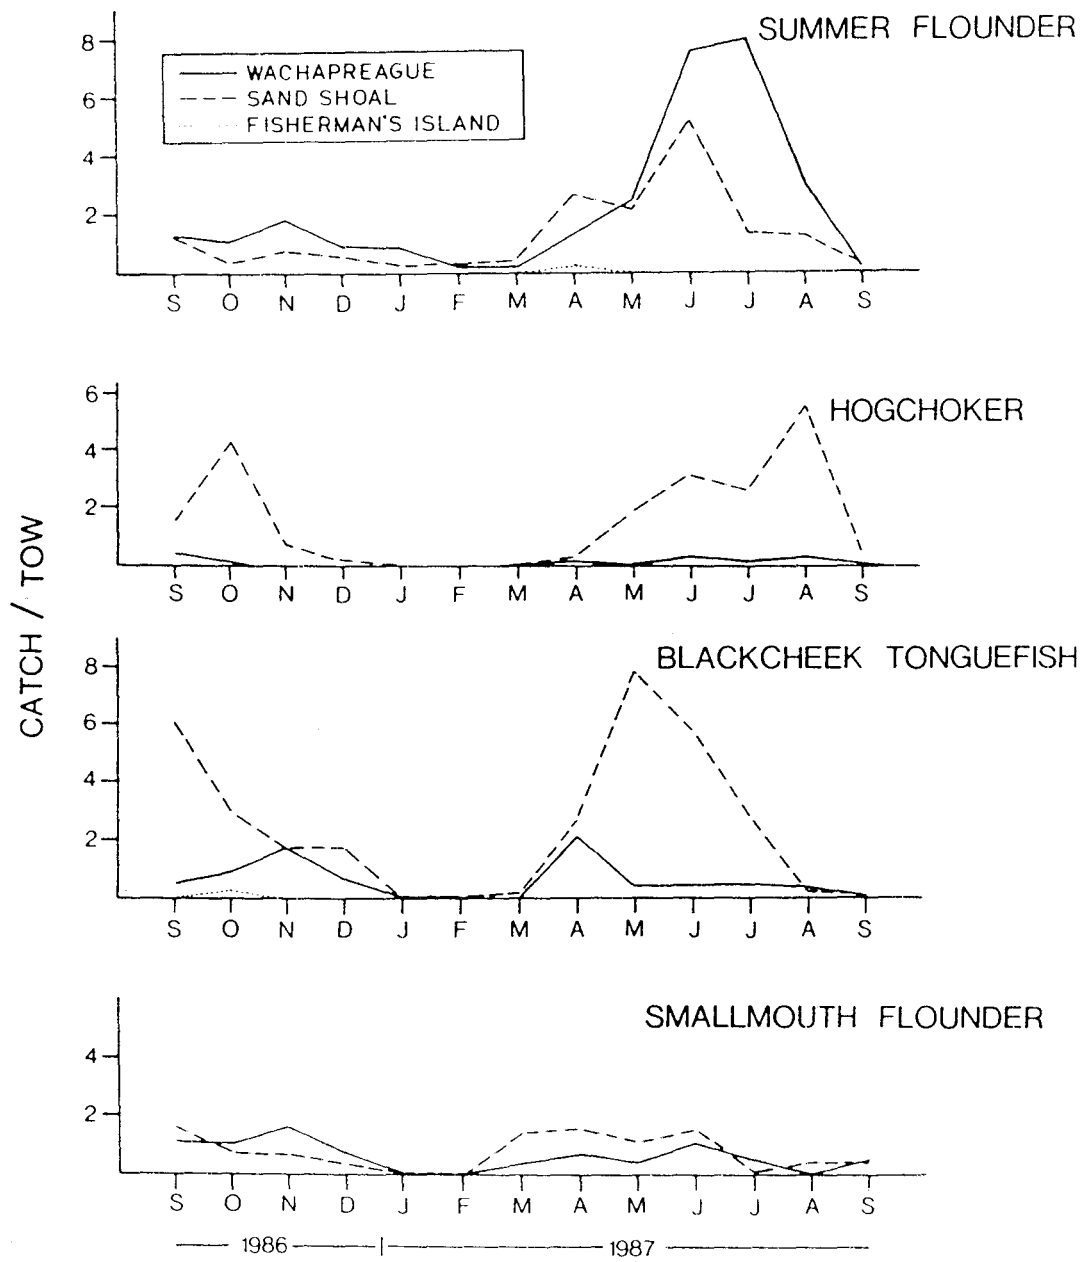 SUMMER FLOUNDER
WACHAPREAGUE
SAND SHOAL
FISHERMAN'S ISLAND
8
6
4
2
S O N D J F M A M J J A S
HOGCHOKER
6
4
2
S O N D J F M A M J J A S
CATCH / TOW
BLACKCHEEK TONGUEFISH
8
6
4
2
S O N D J F M A M J J A S
SMALLMOUTH FLOUNDER
4
2
S O N D J F M A M J J A S
1986 1987